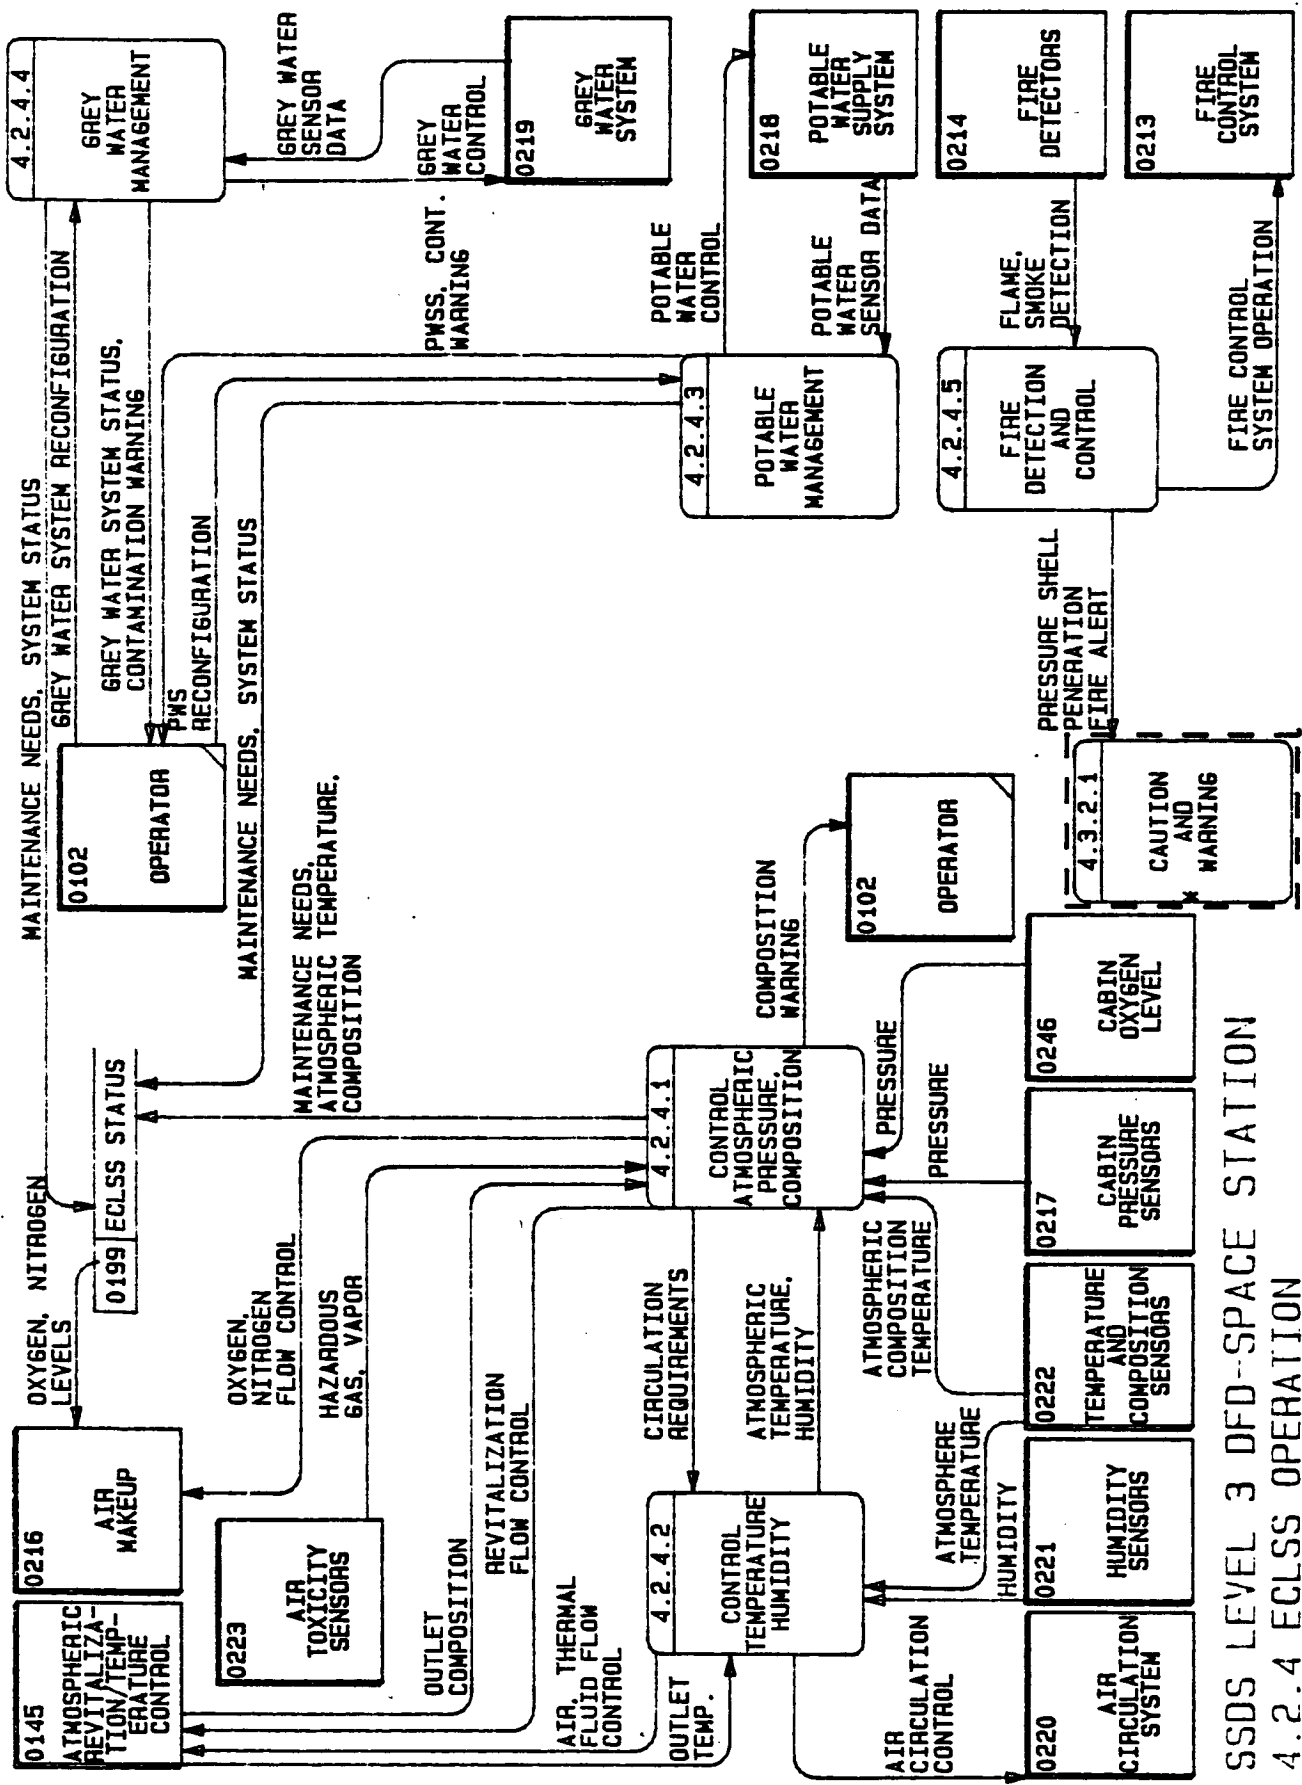 0145
ATMOSPHERIC
REVITALIZA-
TION/TEMP-
ERATURE
CONTROL
0216
AIR
MAKEUP
OXYGEN, NITROGEN
LEVELS
0199 ECLSS STATUS
MAINTENANCE NEEDS, SYSTEM STATUS
GREY WATER SYSTEM RECONFIGURATION
GREY WATER SYSTEM STATUS,
CONTAMINATION WARNING
0102
OPERATOR
4.2.4.4
GREY
WATER
MANAGEMENT
GREY WATER
SENSOR
DATA
GREY
WATER
CONTROL
0219
GREY
WATER
SYSTEM
PWS
RECONFIGURATION
MAINTENANCE NEEDS, SYSTEM STATUS
PWSS, CONT.
WARNING
0223
AIR
TOXICITY
SENSORS
OXYGEN,
NITROGEN
FLOW CONTROL
HAZARDOUS
GAS, VAPOR
MAINTENANCE NEEDS,
ATMOSPHERIC TEMPERATURE,
COMPOSITION
OUTLET
COMPOSITION
REVITALIZATION
FLOW CONTROL
AIR, THERMAL
FLUID FLOW
CONTROL
OUTLET
TEMP.
4.2.4.2
CONTROL
TEMPERATURE
HUMIDITY
CIRCULATION
REQUIREMENTS
ATMOSPHERIC
TEMPERATURE,
HUMIDITY
4.2.4.1
CONTROL
ATMOSPHERIC
PRESSURE,
COMPOSITION
COMPOSITION
WARNING
0102
OPERATOR
4.2.4.3
POTABLE
WATER
MANAGEMENT
POTABLE
WATER
CONTROL
POTABLE
WATER
SENSOR DATA
0218
POTABLE
WATER
SUPPLY
SYSTEM
AIR
CIRCULATION
CONTROL
ATMOSPHERE
TEMPERATURE
HUMIDITY
ATMOSPHERIC
COMPOSITION
TEMPERATURE
PRESSURE
PRESSURE
4.2.4.5
FIRE
DETECTION
AND
CONTROL
FLAME,
SMOKE
DETECTION
0214
FIRE
DETECTORS
0220
AIR
CIRCULATION
SYSTEM
0221
HUMIDITY
SENSORS
0222
TEMPERATURE
AND
COMPOSITION
SENSORS
0217
CABIN
PRESSURE
SENSORS
0246
CABIN
OXYGEN
LEVEL
4.3.2.1
CAUTION
AND
WARNING
PRESSURE SHELL
PENERATION
FIRE ALERT
FIRE CONTROL
SYSTEM OPERATION
0213
FIRE
CONTROL
SYSTEM
SSDS LEVEL 3 DFD-SPACE STATION
4.2.4 ECLSS OPERATION